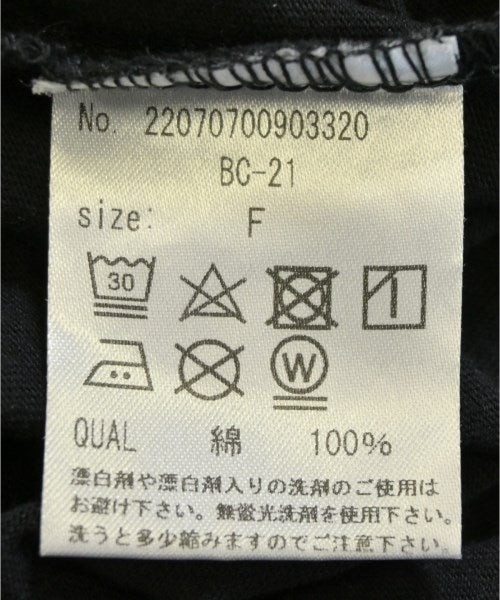 No. 22070700903320
BC-21
size: F
30
W
QUAL 綿 100%
漂白剤や漂白剤入りの洗剤のご使用は
お避け下さい。無蛍光洗剤を使用下さい。
洗うと多少縮みますのでご注意下さい。